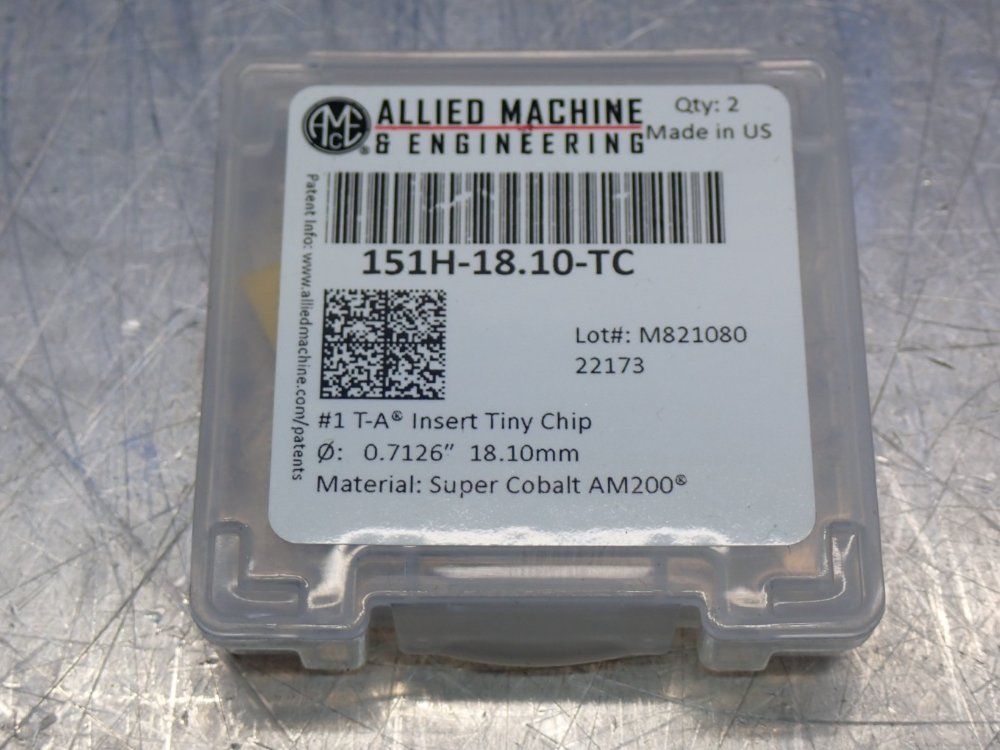 AMEC® ALLIED MACHINE
& ENGINEERING
Qty: 2
Made in US
Patent Info: www.alliedmachine.com/patents
151H-18.10-TC
Lot#: M821080
22173
#1 T-A® Insert Tiny Chip
Ø: 0.7126” 18.10mm
Material: Super Cobalt AM200®